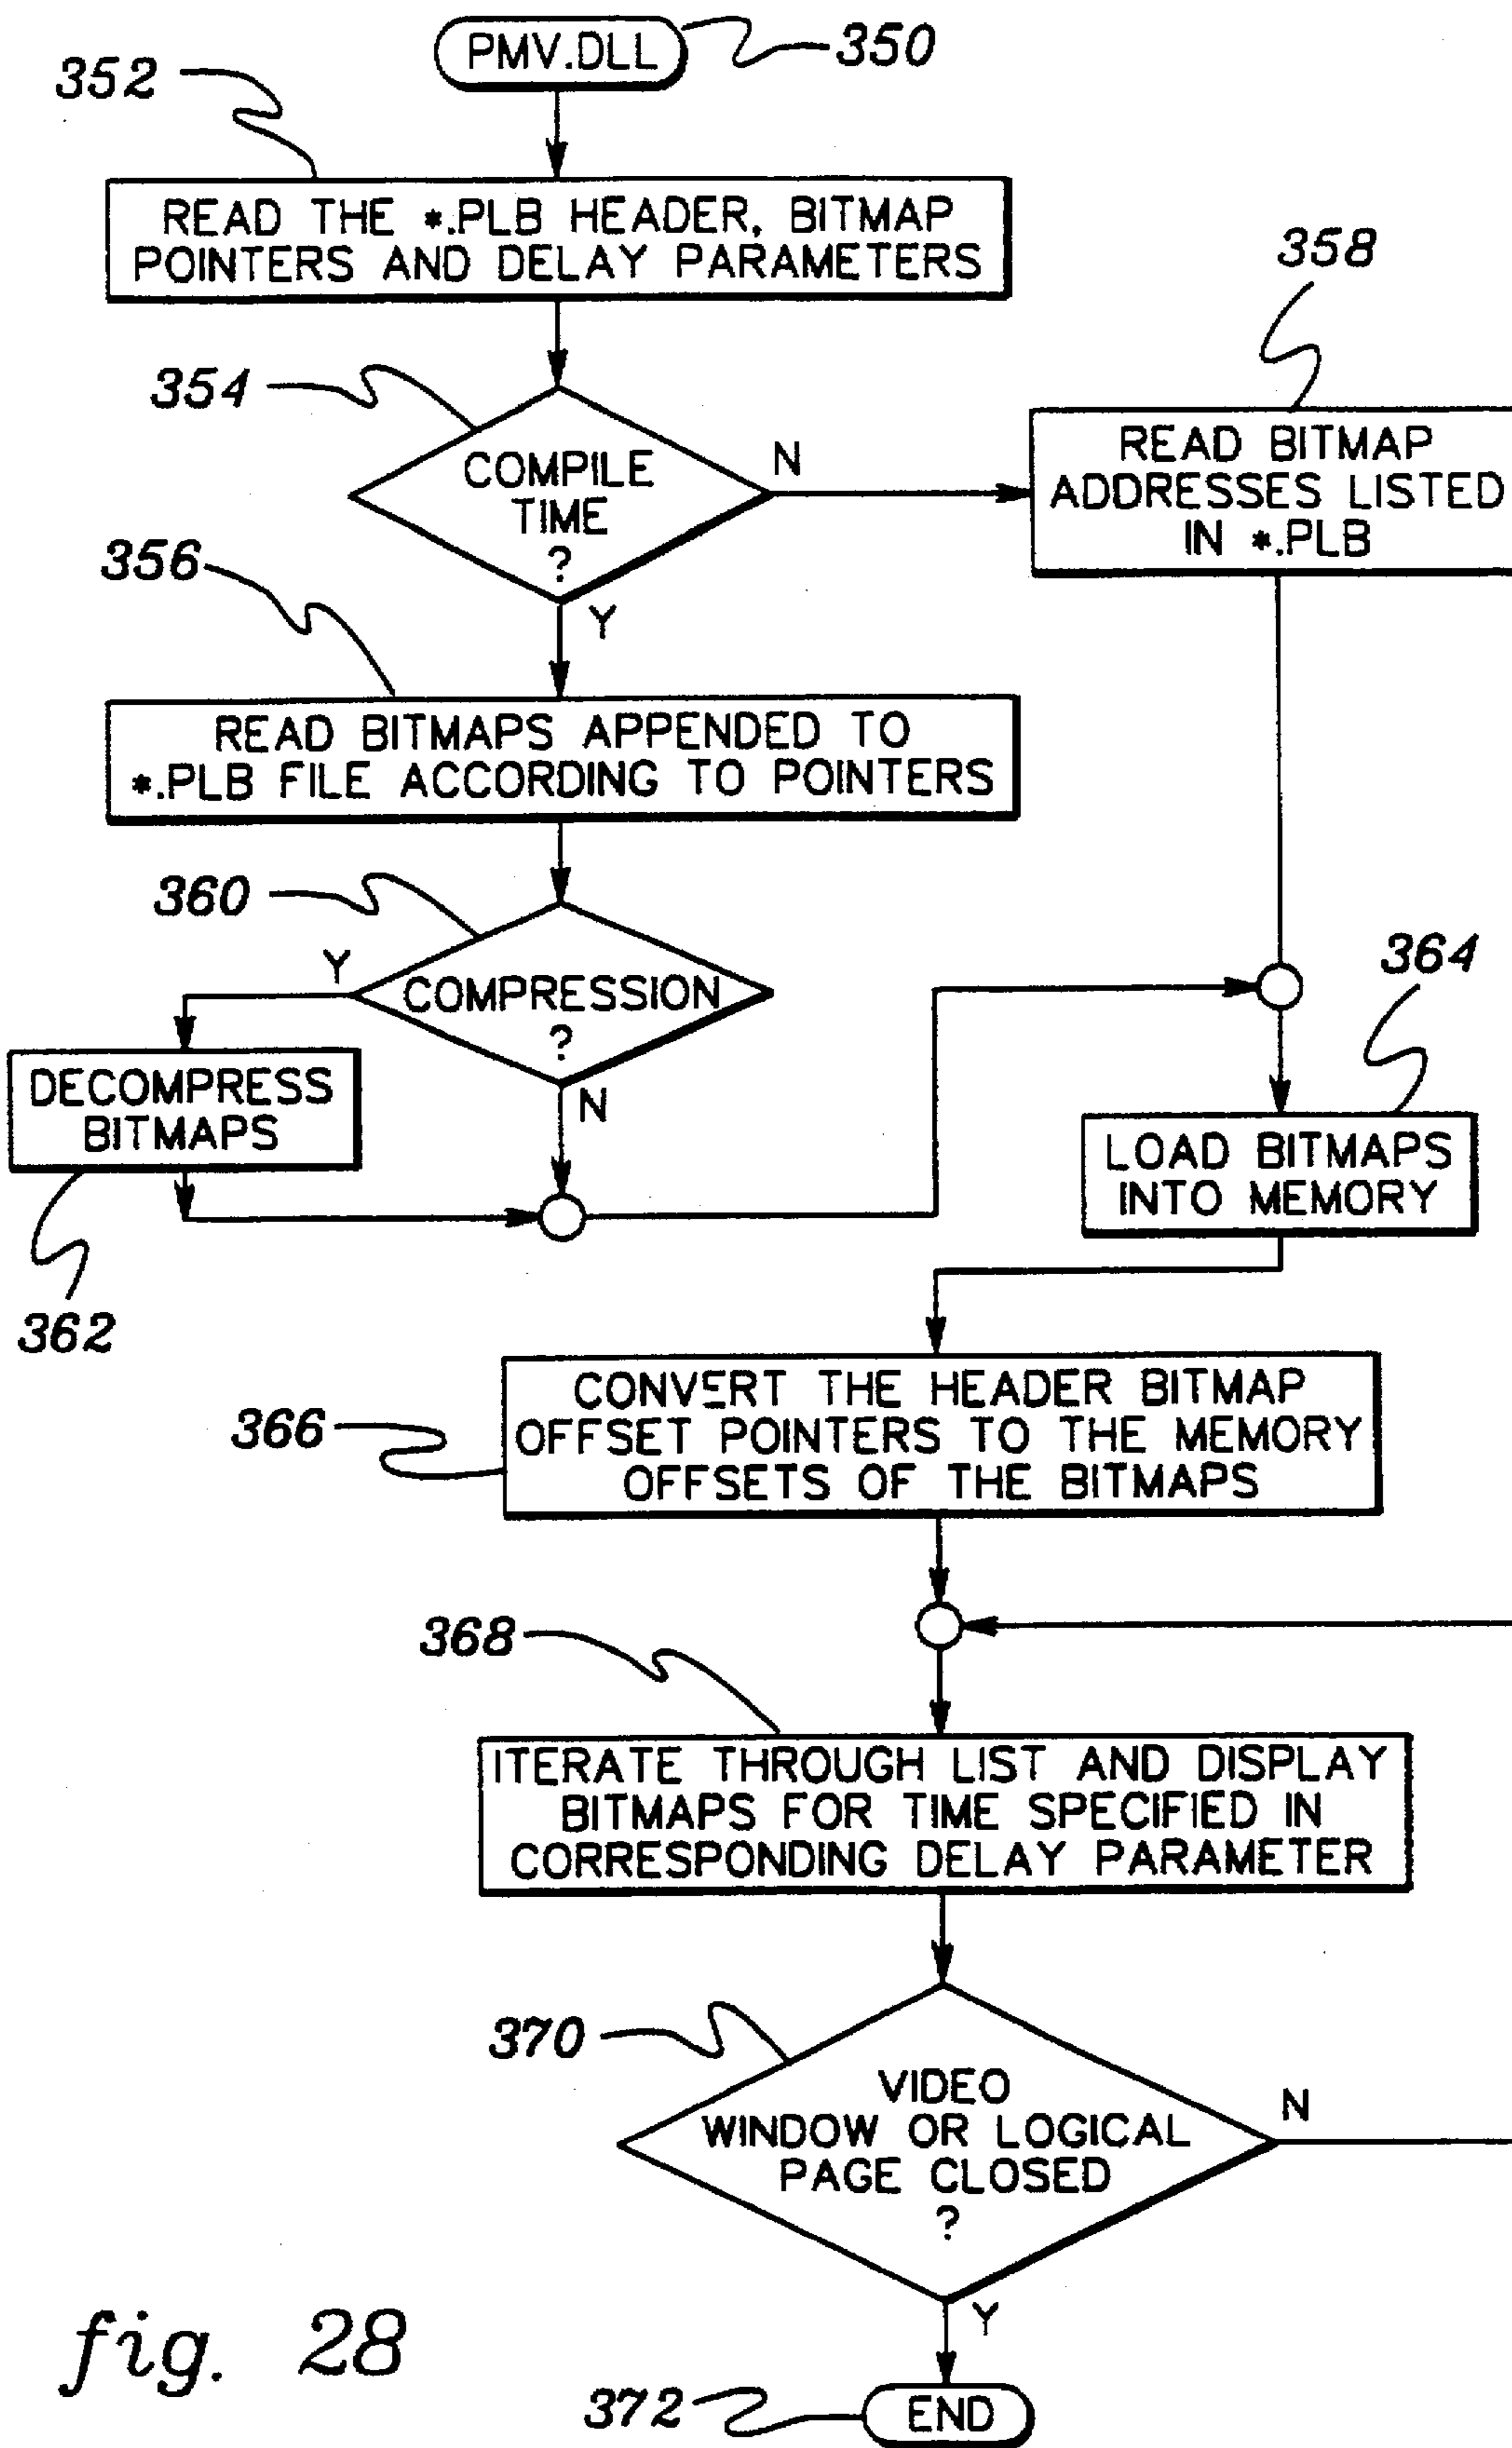 PMV.DLL
350
352
READ THE *.PLB HEADER, BITMAP
POINTERS AND DELAY PARAMETERS
354
COMPILE
TIME
?
N
Y
358
READ BITMAP
ADDRESSES LISTED
IN *.PLB
356
READ BITMAPS APPENDED TO
*.PLB FILE ACCORDING TO POINTERS
360
COMPRESSION
?
Y
N
DECOMPRESS
BITMAPS
362
364
LOAD BITMAPS
INTO MEMORY
366
CONVERT THE HEADER BITMAP
OFFSET POINTERS TO THE MEMORY
OFFSETS OF THE BITMAPS
368
ITERATE THROUGH LIST AND DISPLAY
BITMAPS FOR TIME SPECIFIED IN
CORRESPONDING DELAY PARAMETER
370
VIDEO
WINDOW OR LOGICAL
PAGE CLOSED
?
N
Y
372
END
fig. 28